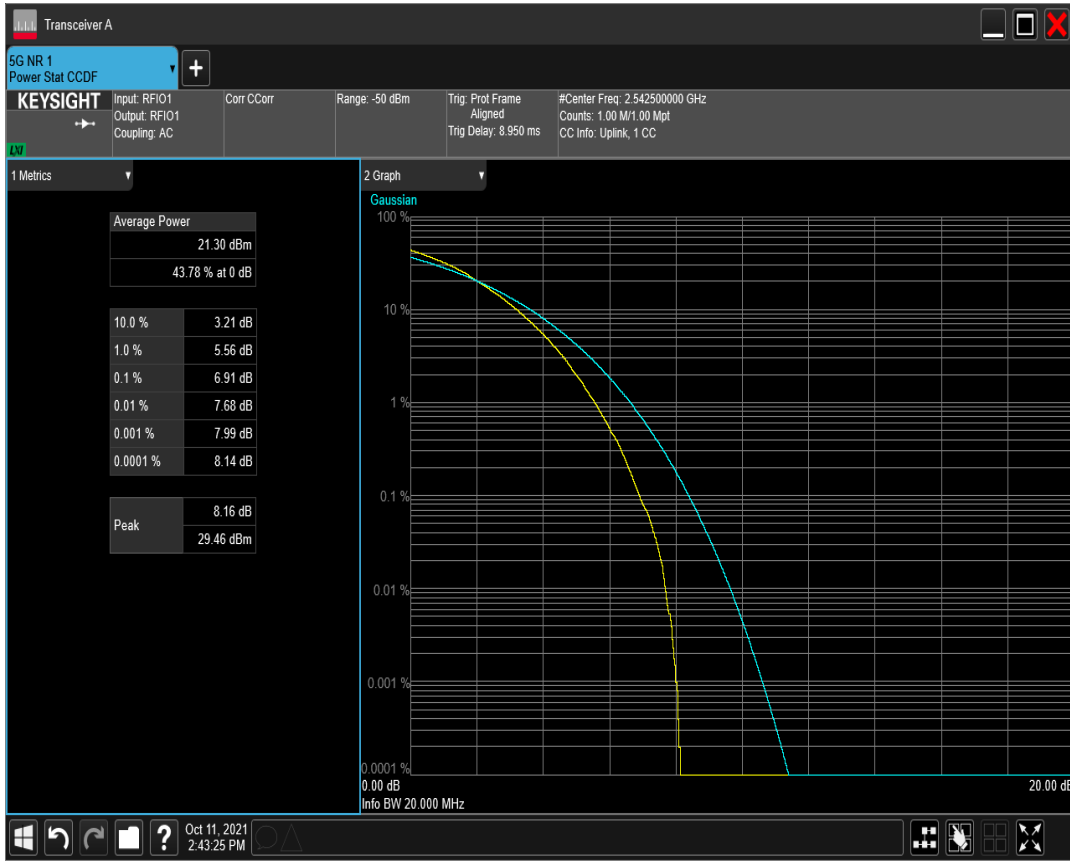 Transceiver A
5G NR 1
Power Stat CCDF
+
KEYSIGHT
LXI
Input: RFIO1
Output: RFIO1
Coupling: AC
Corr CCorr
Range: -50 dBm
Trig: Prot Frame
Aligned
Trig Delay: 8.950 ms
#Center Freq: 2.542500000 GHz
Counts: 1.00 M/1.00 Mpt
CC Info: Uplink, 1 CC
1 Metrics
Average Power
21.30 dBm
43.78 % at 0 dB
10.0 % 3.21 dB
1.0 % 5.56 dB
0.1 % 6.91 dB
0.01 % 7.68 dB
0.001 % 7.99 dB
0.0001 % 8.14 dB
Peak
8.16 dB
29.46 dBm
2 Graph
Gaussian
100 %
10 %
1 %
0.1 %
0.01 %
0.001 %
0.0001 %
0.00 dB 20.00 dB
Info BW 20.000 MHz
?
Oct 11, 2021
2:43:25 PM